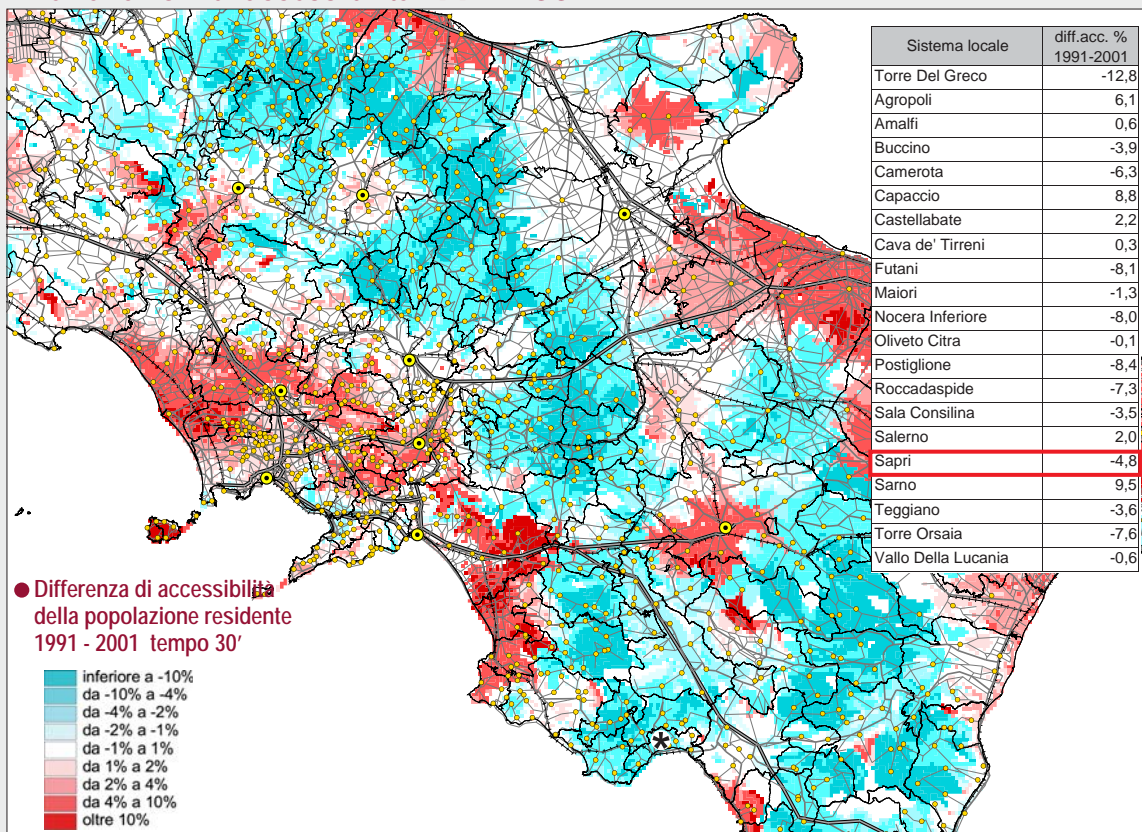 Sistema locale diff.acc. % 1991-2001
Torre Del Greco -12,8
Agropoli 6,1
Amalfi 0,6
Buccino -3,9
Camerota -6,3
Capaccio 8,8
Castellabate 2,2
Cava de' Tirreni 0,3
Futani -8,1
Maiori -1,3
Nocera Inferiore -8,0
Oliveto Citra -0,1
Postiglione -8,4
Roccadaspide -7,3
Sala Consilina -3,5
Salerno 2,0
Sapri -4,8
Sarno 9,5
Teggiano -3,6
Torre Orsaia -7,6
Vallo Della Lucania -0,6
Differenza di accessibilità
della popolazione residente
1991 - 2001 tempo 30'
inferiore a -10%
da -10% a -4%
da -4% a -2%
da -2% a -1%
da -1% a 1%
da 1% a 2%
da 2% a 4%
da 4% a 10%
oltre 10%
*